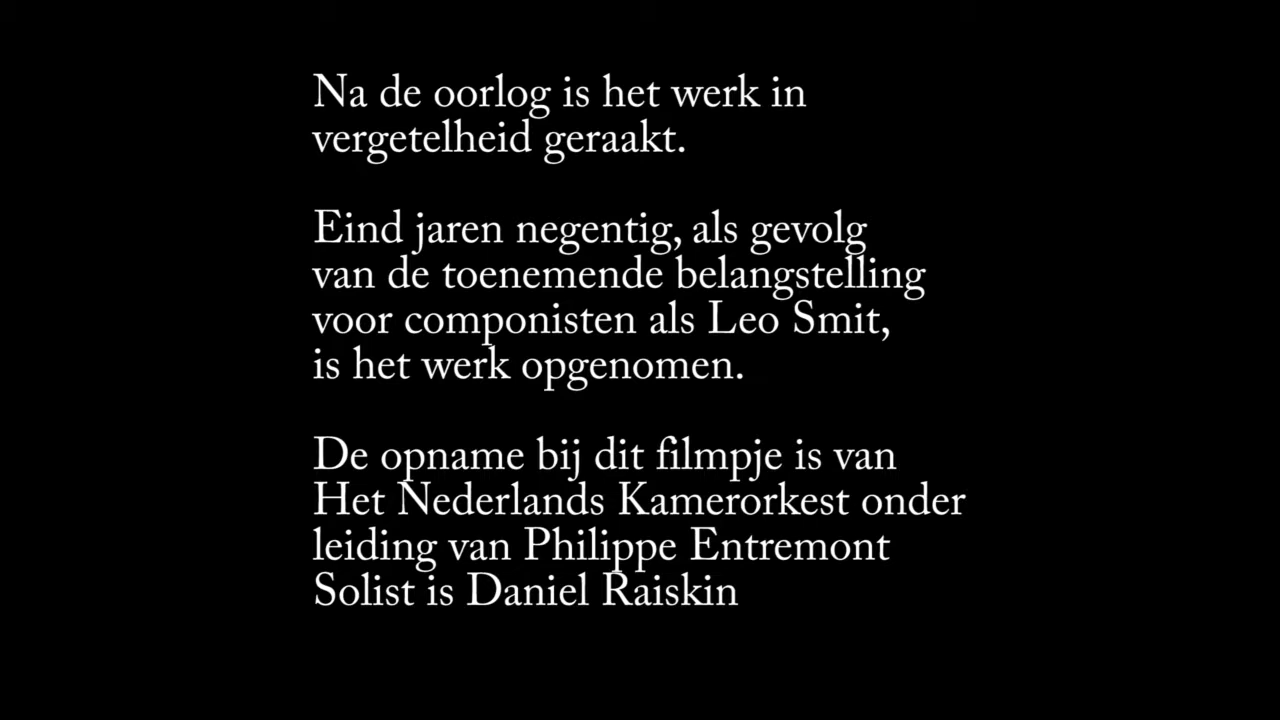 Na de oorlog is het werk in
vergetelheid geraakt.
Eind jaren negentig, als gevolg
van de toenemende belangstelling
voor componisten als Leo Smit,
is het werk opgenomen.
De opname bij dit filmpje is van
Het Nederlands Kamerorkest onder
leiding van Philippe Entremont
Solist is Daniel Raiskin